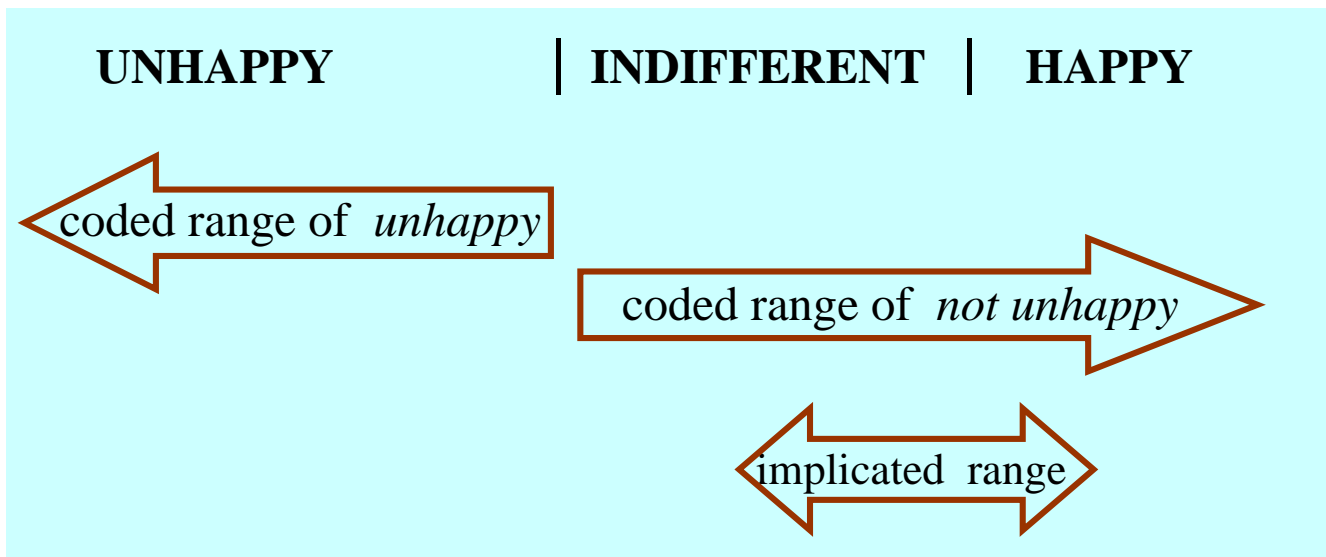 UNHAPPY | INDIFFERENT | HAPPY
coded range of unhappy
coded range of not unhappy
implicated range